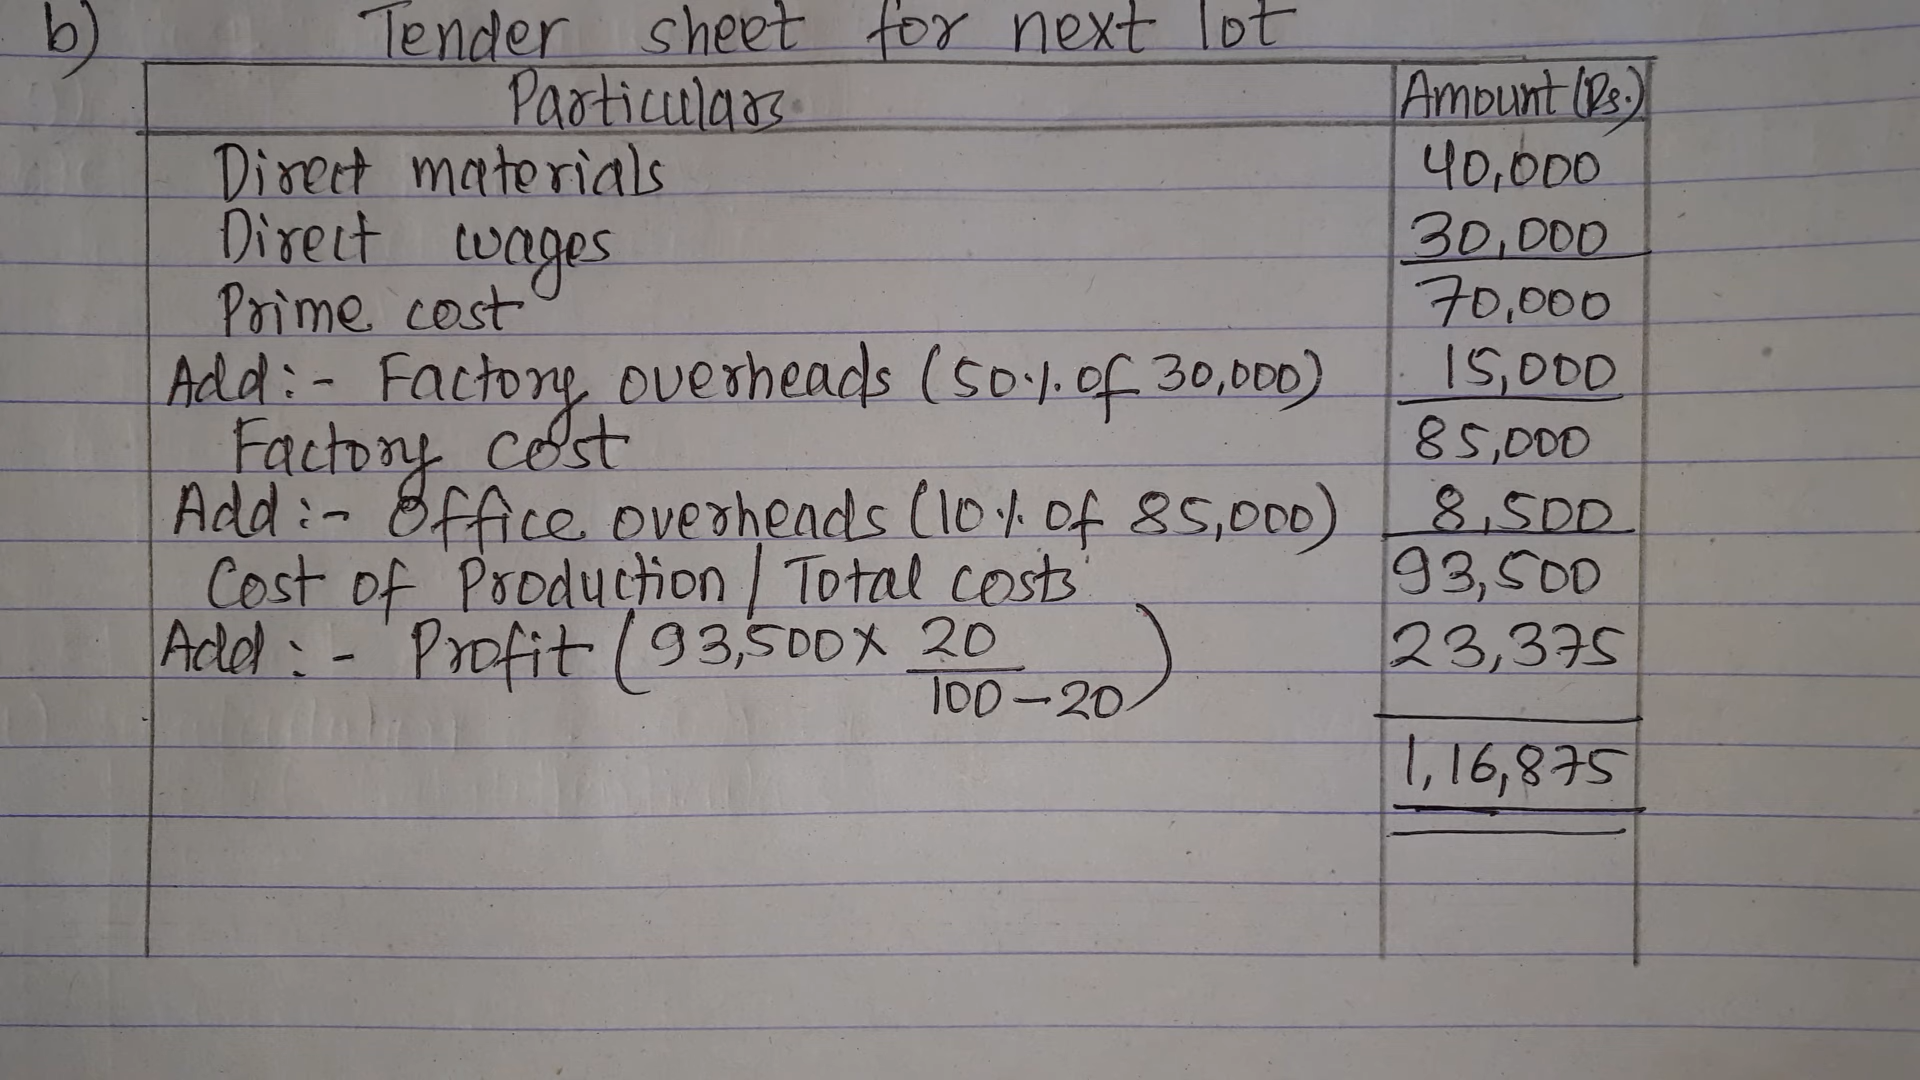 b) Tender sheet for next lot
Particulars Amount (Rs.)
Direct materials 40,000
Direct wages 30,000
Prime cost 70,000
Add :- Factory overheads (50% of 30,000) 15,000
Factory cost 85,000
Add :- Office overheads (10% of 85,000) 8,500
Cost of Production / Total costs 93,500
Add :- Profit (93,500 x 20 23,375
100 - 20)
1,16,875